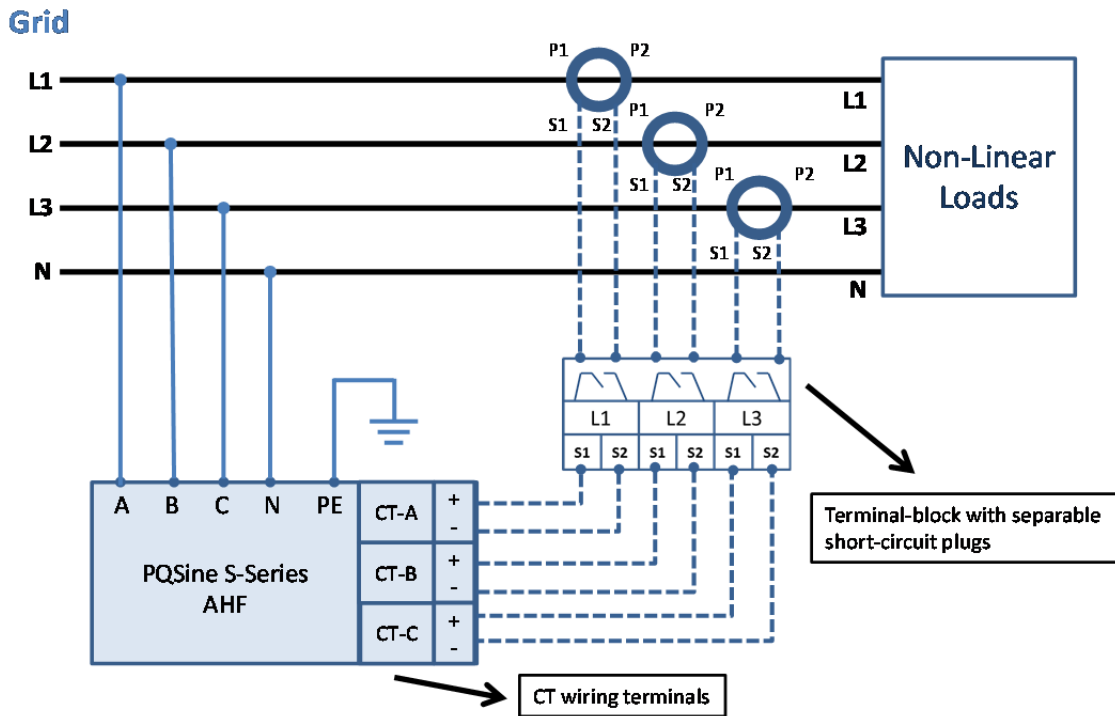 Grid
P1 P2
L1 L1
P1 P2
S1 S2
L2 L2
P1 P2
S1 S2
L3 L3
S1 S2
N N
Non-Linear
Loads
L1 L2 L3
S1 S2 S1 S2 S1 S2
A B C N PE
CT-A + -
CT-B + -
CT-C + -
PQSine S-Series
AHF
Terminal-block with separable
short-circuit plugs
CT wiring terminals